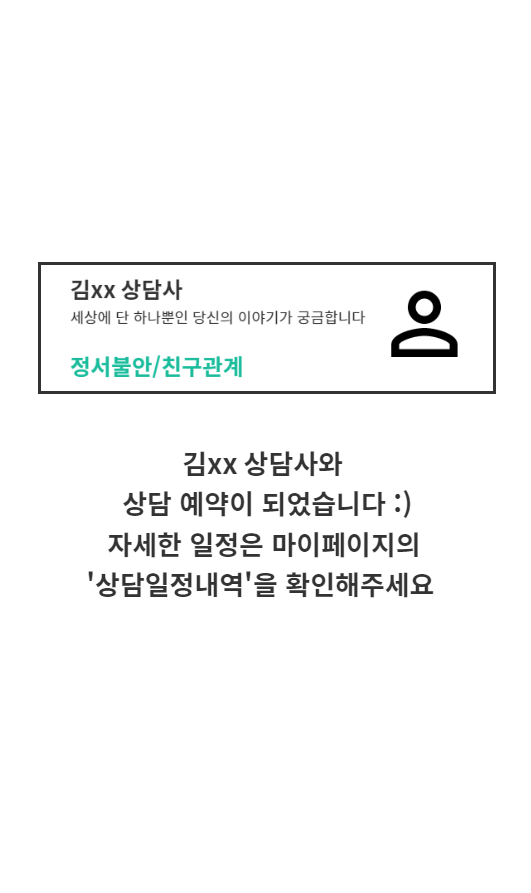 김xx 상담사
세상에 단 하나뿐인 당신의 이야기가 궁금합니다
정서불안/친구관계
김xx 상담사와
상담 예약이 되었습니다 :)
자세한 일정은 마이페이지의
'상담일정내역'을 확인해주세요